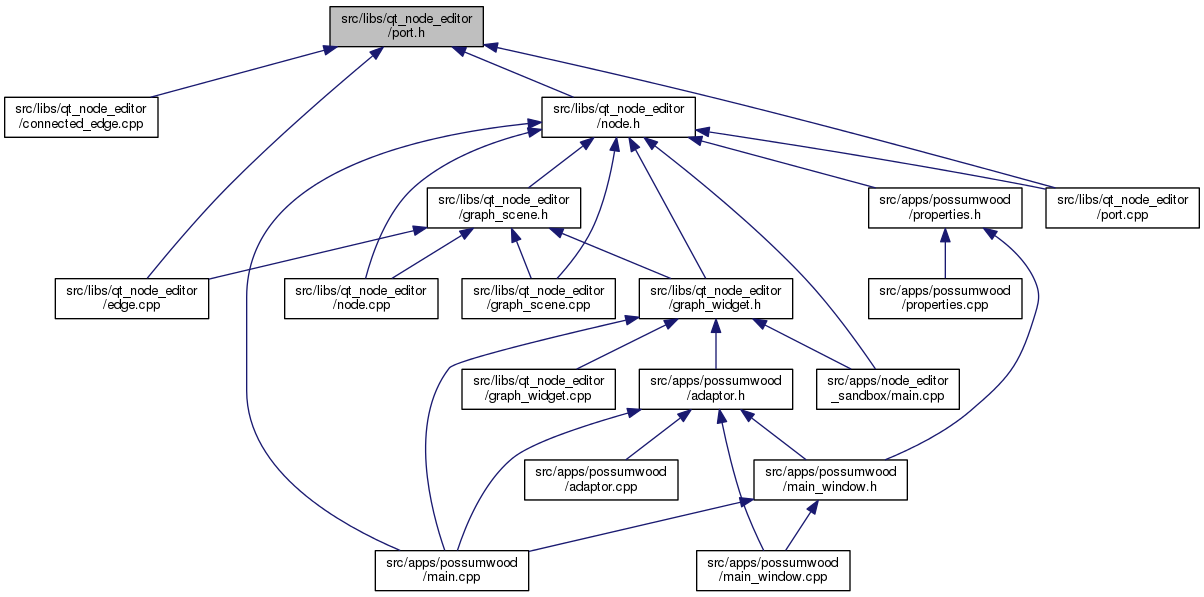 src/libs/qt_node_editor
/port.h
src/libs/qt_node_editor
/connected_edge.cpp
src/libs/qt_node_editor
/node.h
src/libs/qt_node_editor
/graph_scene.h
src/apps/possumwood
/properties.h
src/libs/qt_node_editor
/port.cpp
src/libs/qt_node_editor
/edge.cpp
src/libs/qt_node_editor
/node.cpp
src/libs/qt_node_editor
/graph_scene.cpp
src/libs/qt_node_editor
/graph_widget.h
src/apps/possumwood
/properties.cpp
src/libs/qt_node_editor
/graph_widget.cpp
src/apps/possumwood
/adaptor.h
src/apps/node_editor
_sandbox/main.cpp
src/apps/possumwood
/adaptor.cpp
src/apps/possumwood
/main_window.h
src/apps/possumwood
/main.cpp
src/apps/possumwood
/main_window.cpp